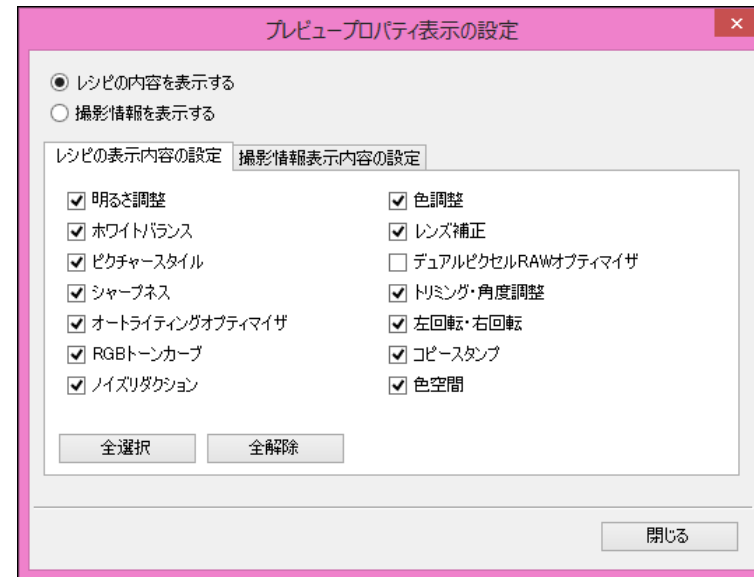 プレビュープロパティ表示の設定
レシピの内容を表示する
撮影情報を表示する
レシピの表示内容の設定 撮影情報表示内容の設定
明るさ調整 色調整
ホワイトバランス レンズ補正
ピクチャースタイル デュアルピクセルRAWオプティマイザ
シャープネス トリミング・角度調整
オートライティングオプティマイザ 左回転・右回転
RGBトーンカーブ コピースタンプ
ノイズリダクション 色空間
全選択 全解除
閉じる